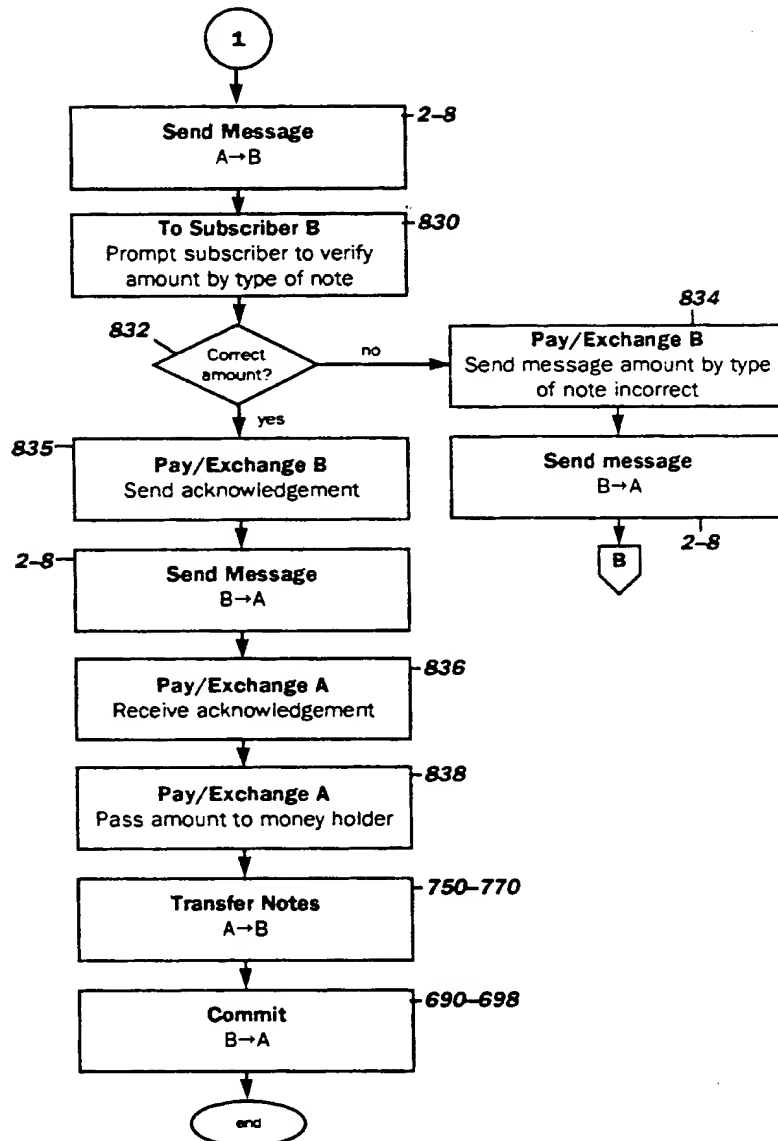 1
2-8
Send Message
A→B
830
To Subscriber B
Prompt subscriber to verify
amount by type of note
832
Correct
amount?
no
yes
834
Pay/Exchange B
Send message amount by type
of note incorrect
Send message
B→A
2-8
B
835
Pay/Exchange B
Send acknowledgement
2-8
Send Message
B→A
836
Pay/Exchange A
Receive acknowledgement
838
Pay/Exchange A
Pass amount to money holder
750-770
Transfer Notes
A→B
690-698
Commit
B→A
end